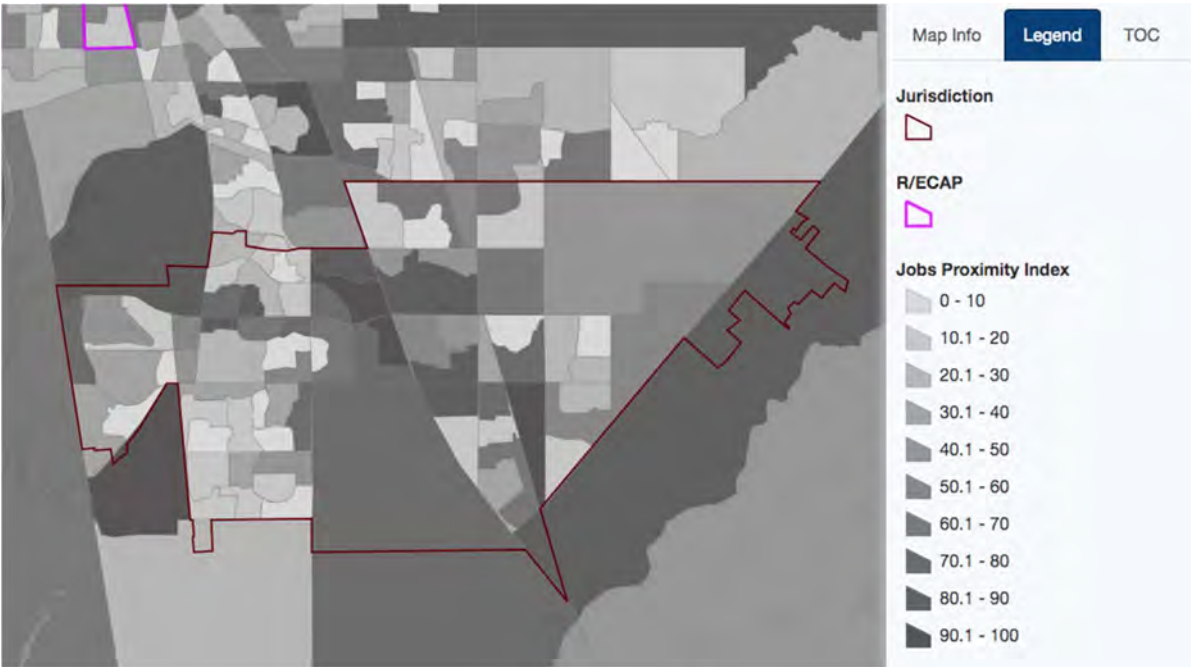 Map Info Legend TOC
Jurisdiction
R/ECAP
Jobs Proximity Index
0 - 10
10.1 - 20
20.1 - 30
30.1 - 40
40.1 - 50
50.1 - 60
60.1 - 70
70.1 - 80
80.1 - 90
90.1 - 100